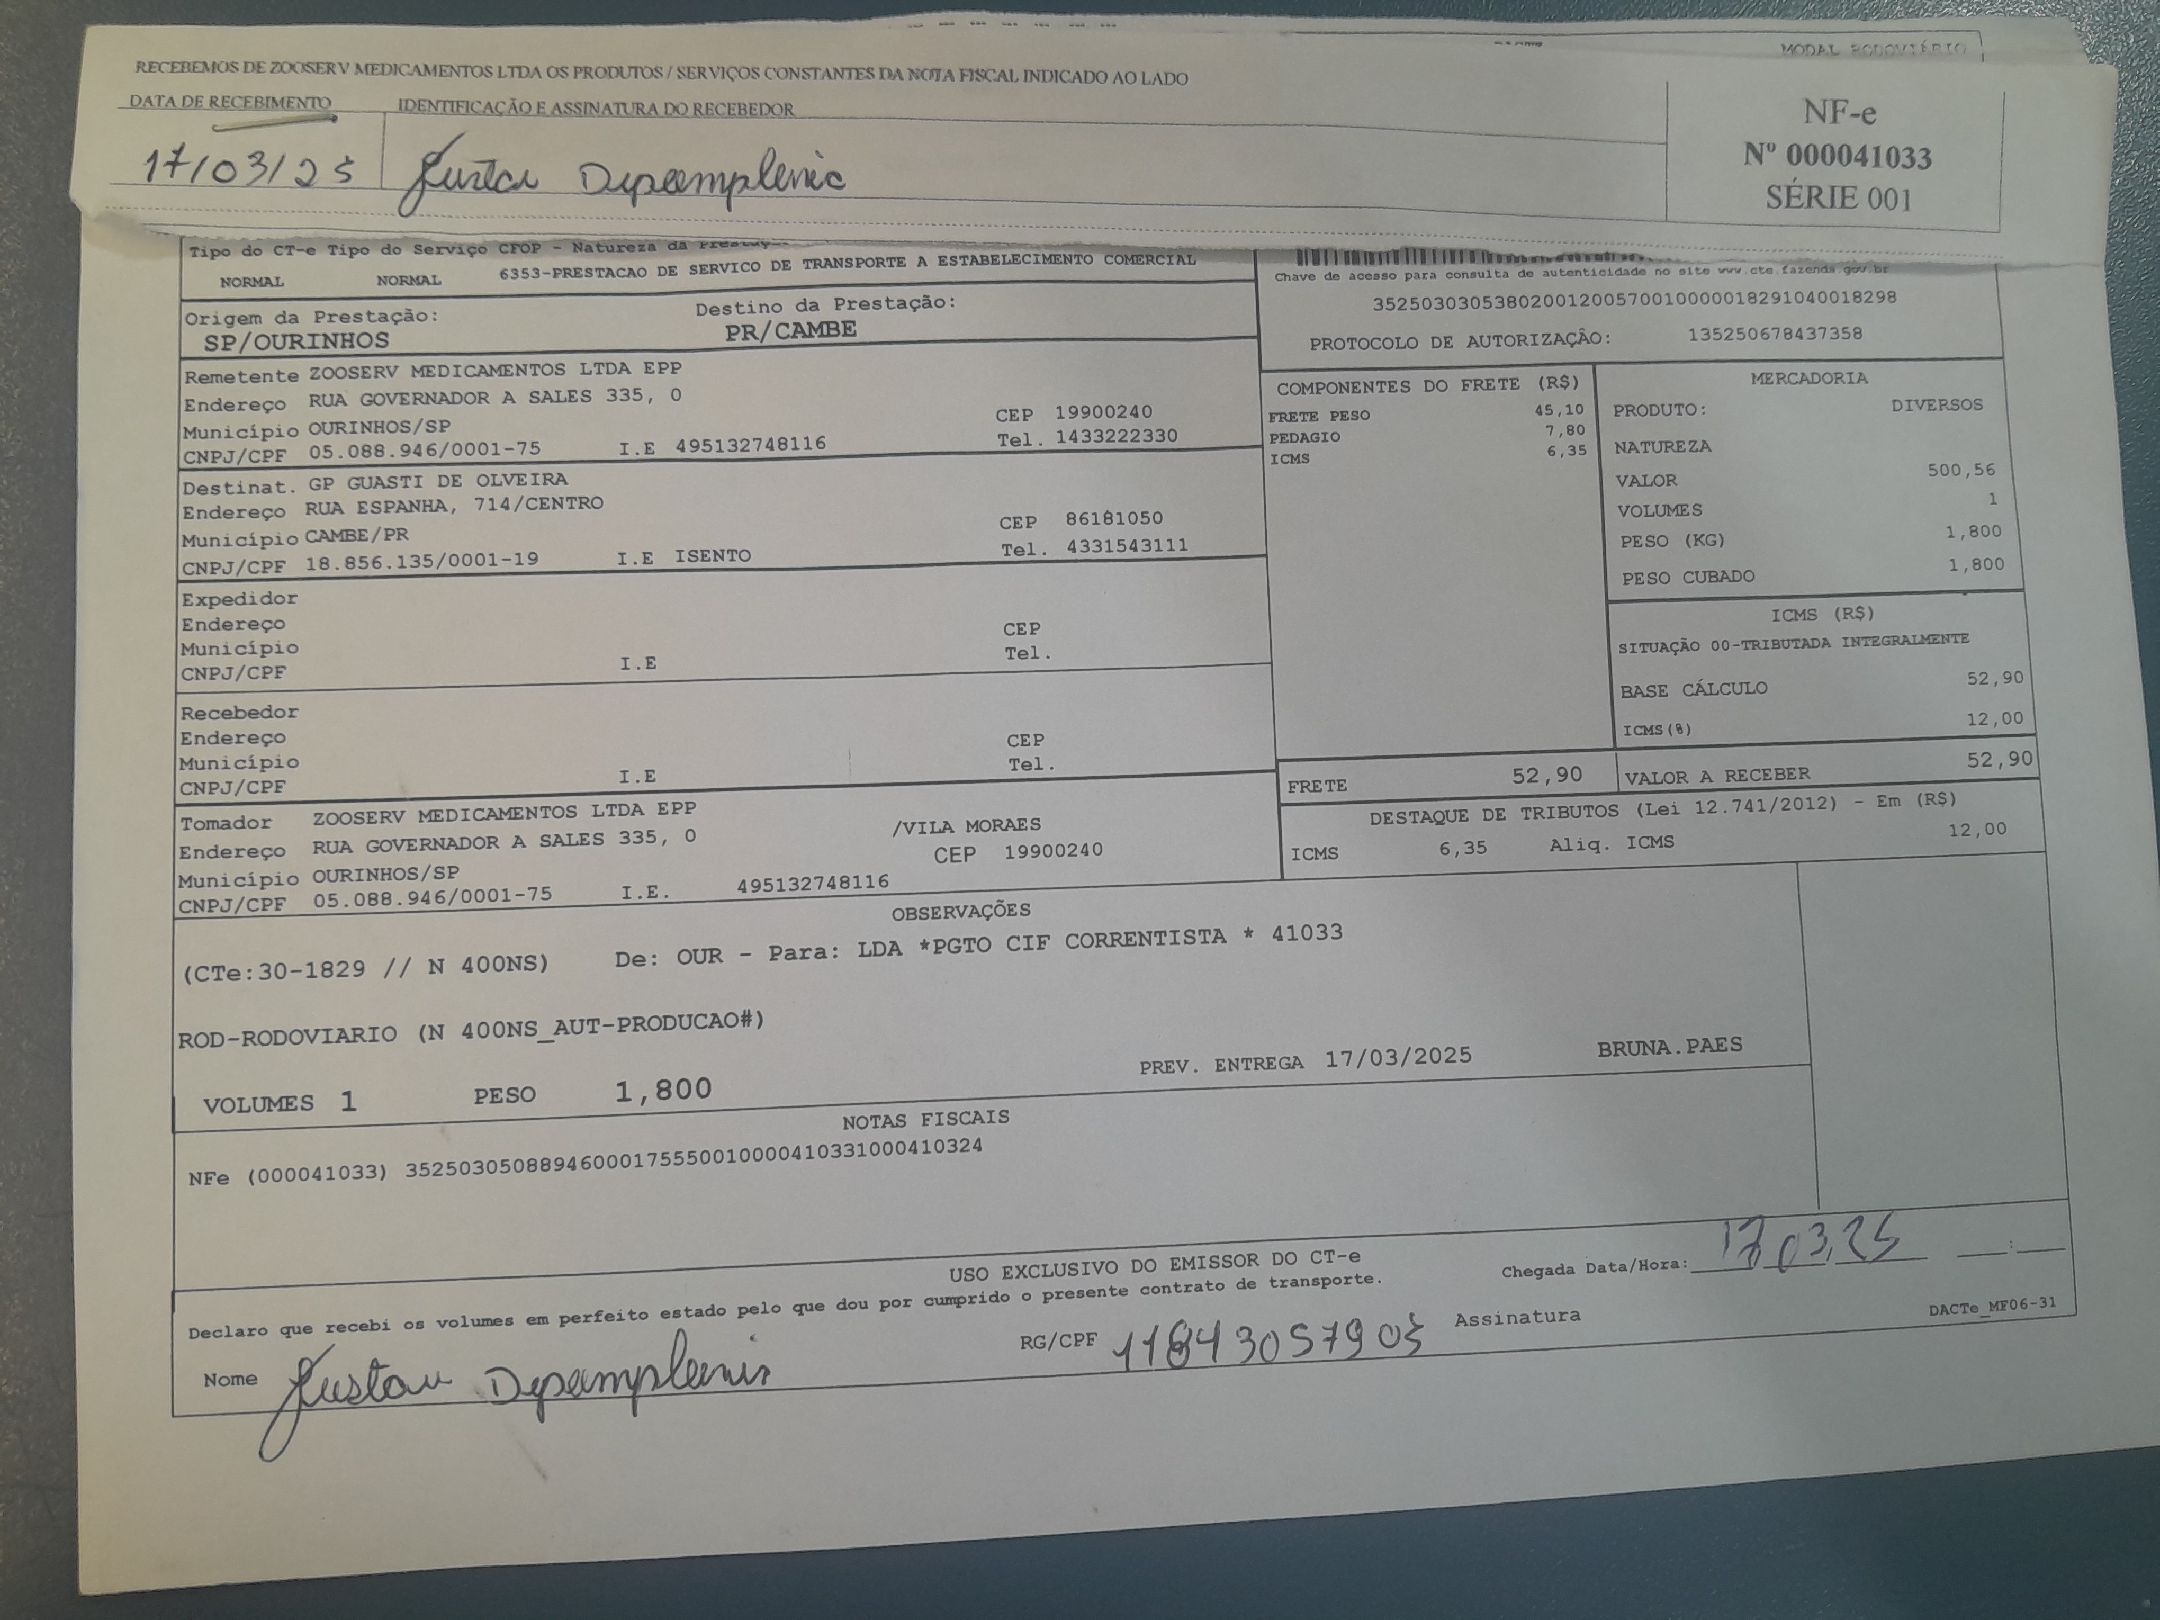 MODAL RODOVIÁRIO
RECEBEMOS DE ZOOSERV MEDICAMENTOS LTDA OS PRODUTOS / SERVIÇOS CONSTANTES DA NOTA FISCAL INDICADO AO LADO
DATA DE RECEBIMENTO IDENTIFICAÇÃO E ASSINATURA DO RECEBEDOR
17/03/25
NF-e
Nº 000041033
SÉRIE 001
Tipo do CT-e Tipo do Serviço CFOP - Natureza da
NORMAL NORMAL 6353-PRESTACAO DE SERVICO DE TRANSPORTE A ESTABELECIMENTO COMERCIAL
Chave de acesso para consulta de autenticidade no site www.cte.fazenda.gov.br
35250303053802001200570010000018291040018298
PROTOCOLO DE AUTORIZAÇÃO: 135250678437358
Origem da Prestação: Destino da Prestação:
SP/OURINHOS PR/CAMBE
Remetente ZOOSERV MEDICAMENTOS LTDA EPP
Endereço RUA GOVERNADOR A SALES 335, 0
Município OURINHOS/SP CEP 19900240
CNPJ/CPF 05.088.946/0001-75 I.E 495132748116 Tel. 1433222330
Destinat. GP GUASTI DE OLVEIRA
Endereço RUA ESPANHA, 714/CENTRO
Município CAMBE/PR CEP 86181050
CNPJ/CPF 18.856.135/0001-19 I.E ISENTO Tel. 4331543111
Expedidor
Endereço
Município CEP
CNPJ/CPF I.E Tel.
Recebedor
Endereço
Município CEP
CNPJ/CPF I.E Tel.
Tomador ZOOSERV MEDICAMENTOS LTDA EPP
Endereço RUA GOVERNADOR A SALES 335, 0 /VILA MORAES
Município OURINHOS/SP CEP 19900240
CNPJ/CPF 05.088.946/0001-75 I.E. 495132748116
COMPONENTES DO FRETE (R$)
FRETE PESO 45,10
PEDAGIO 7,80
ICMS 6,35
MERCADORIA
PRODUTO: DIVERSOS
NATUREZA
VALOR 500,56
VOLUMES 1
PESO (KG) 1,800
PESO CUBADO 1,800
ICMS (R$)
SITUAÇÃO 00-TRIBUTADA INTEGRALMENTE
BASE CÁLCULO 52,90
ICMS(%) 12,00
FRETE 52,90 VALOR A RECEBER 52,90
DESTAQUE DE TRIBUTOS (Lei 12.741/2012) - Em (R$)
ICMS 6,35 Aliq. ICMS 12,00
OBSERVAÇÕES
(CTe:30-1829 // N 400NS) De: OUR - Para: LDA *PGTO CIF CORRENTISTA * 41033
ROD-RODOVIARIO (N 400NS_AUT-PRODUCAO#)
PREV. ENTREGA 17/03/2025 BRUNA.PAES
VOLUMES 1 PESO 1,800
NOTAS FISCAIS
NFe (000041033) 35250305088946000175550010000410331000410324
USO EXCLUSIVO DO EMISSOR DO CT-e
Declaro que recebi os volumes em perfeito estado pelo que dou por cumprido o presente contrato de transporte.
Chegada Data/Hora: 17 03 25 :
Nome RG/CPF 11843057903 Assinatura
DACTe_MF06-31